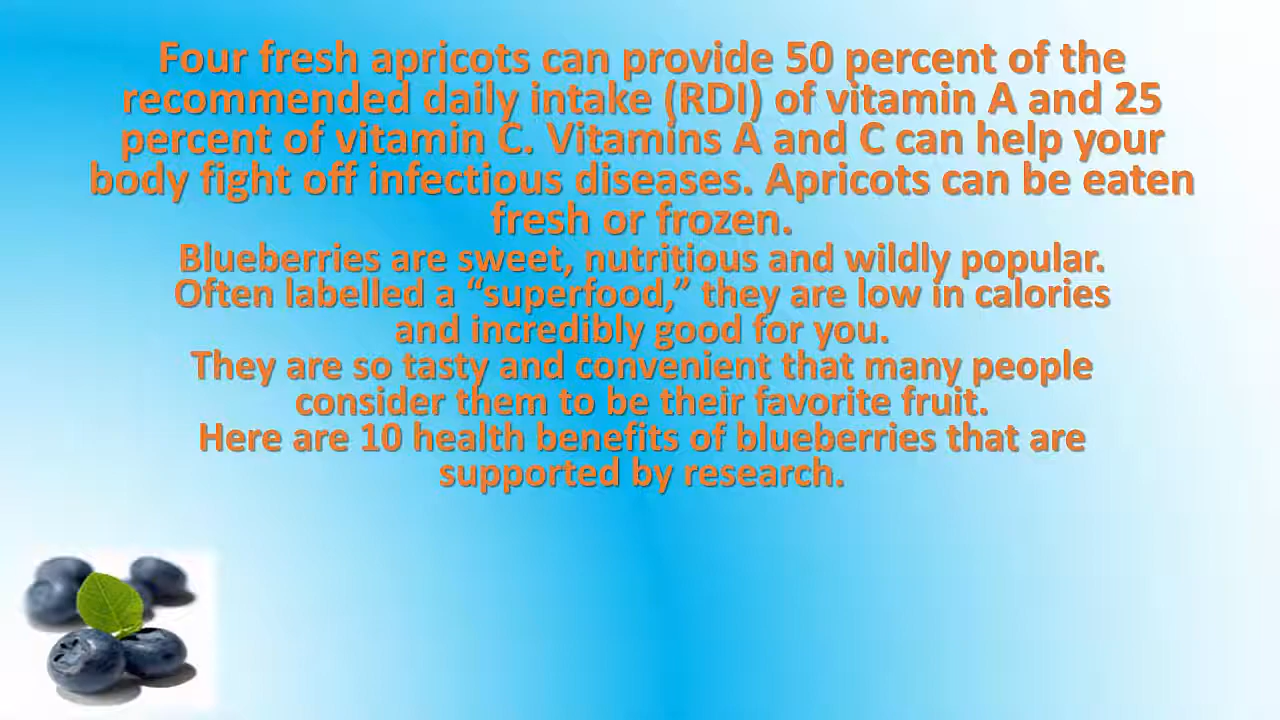 Four fresh apricots can provide 50 percent of the
recommended daily intake (RDI) of vitamin A and 25
percent of vitamin C. Vitamins A and C can help your
body fight off infectious diseases. Apricots can be eaten
fresh or frozen.
Blueberries are sweet, nutritious and wildly popular.
Often labelled a “superfood,” they are low in calories
and incredibly good for you.
They are so tasty and convenient that many people
consider them to be their favorite fruit.
Here are 10 health benefits of blueberries that are
supported by research.